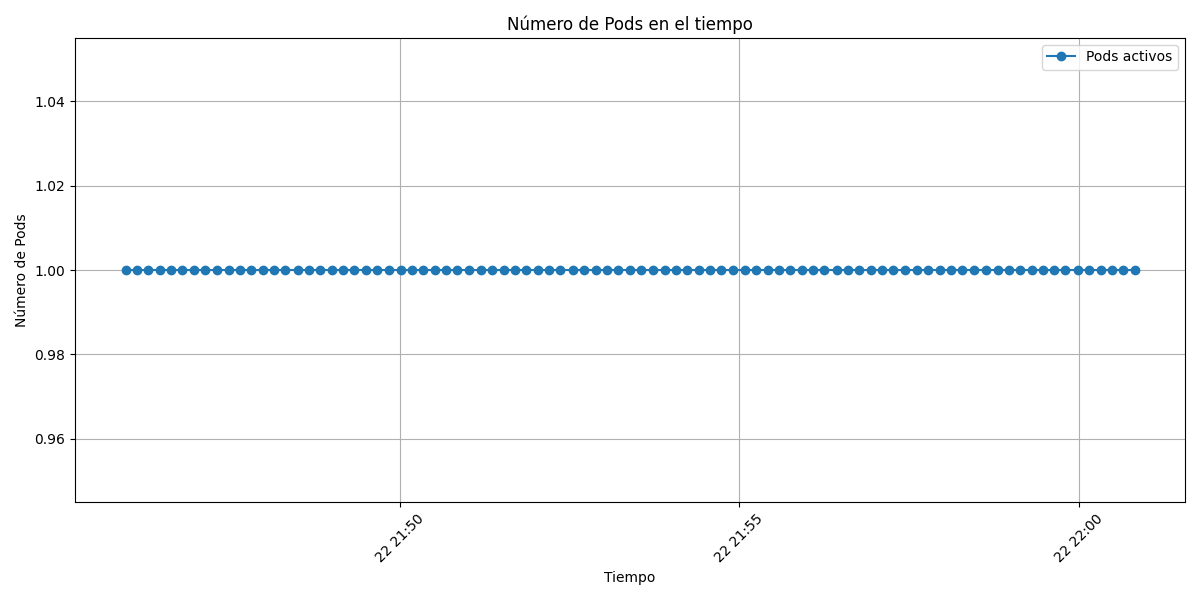 Número de Pods en el tiempo
Pods activos
1.04
1.02
1.00
0.98
0.96
Número de Pods
22 21:50
22 21:55
22 22:00
Tiempo